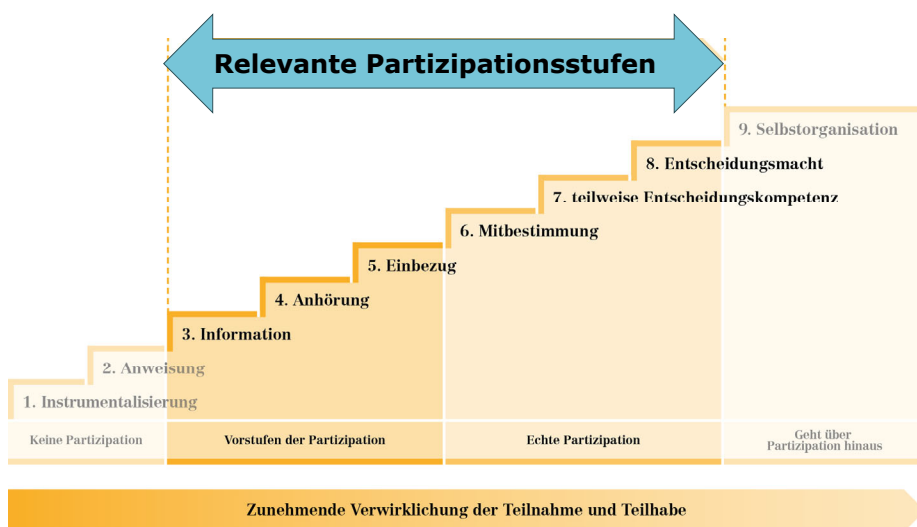 Relevante Partizipationsstufen
9. Selbstorganisation
8. Entscheidungsmacht
7. teilweise Entscheidungskompetenz
6. Mitbestimmung
5. Einbezug
4. Anhörung
3. Information
2. Anweisung
1. Instrumentalisierung
Keine Partizipation
Vorstufen der Partizipation
Echte Partizipation
Geht über
Partizipation hinaus
Zunehmende Verwirklichung der Teilnahme und Teilhabe